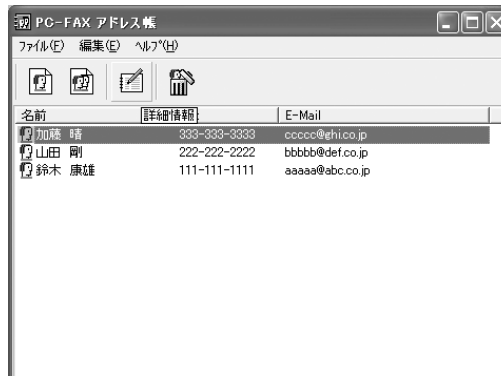 PC-FAX アドレス帳
ファイル(F) 編集(E) ヘルプ(H)
名前 詳細情報 E-Mail
加藤 晴 333-333-3333 ccccc@ghi.co.jp
山田 剛 222-222-2222 bbbbb@def.co.jp
鈴木 康雄 111-111-1111 aaaaa@abc.co.jp